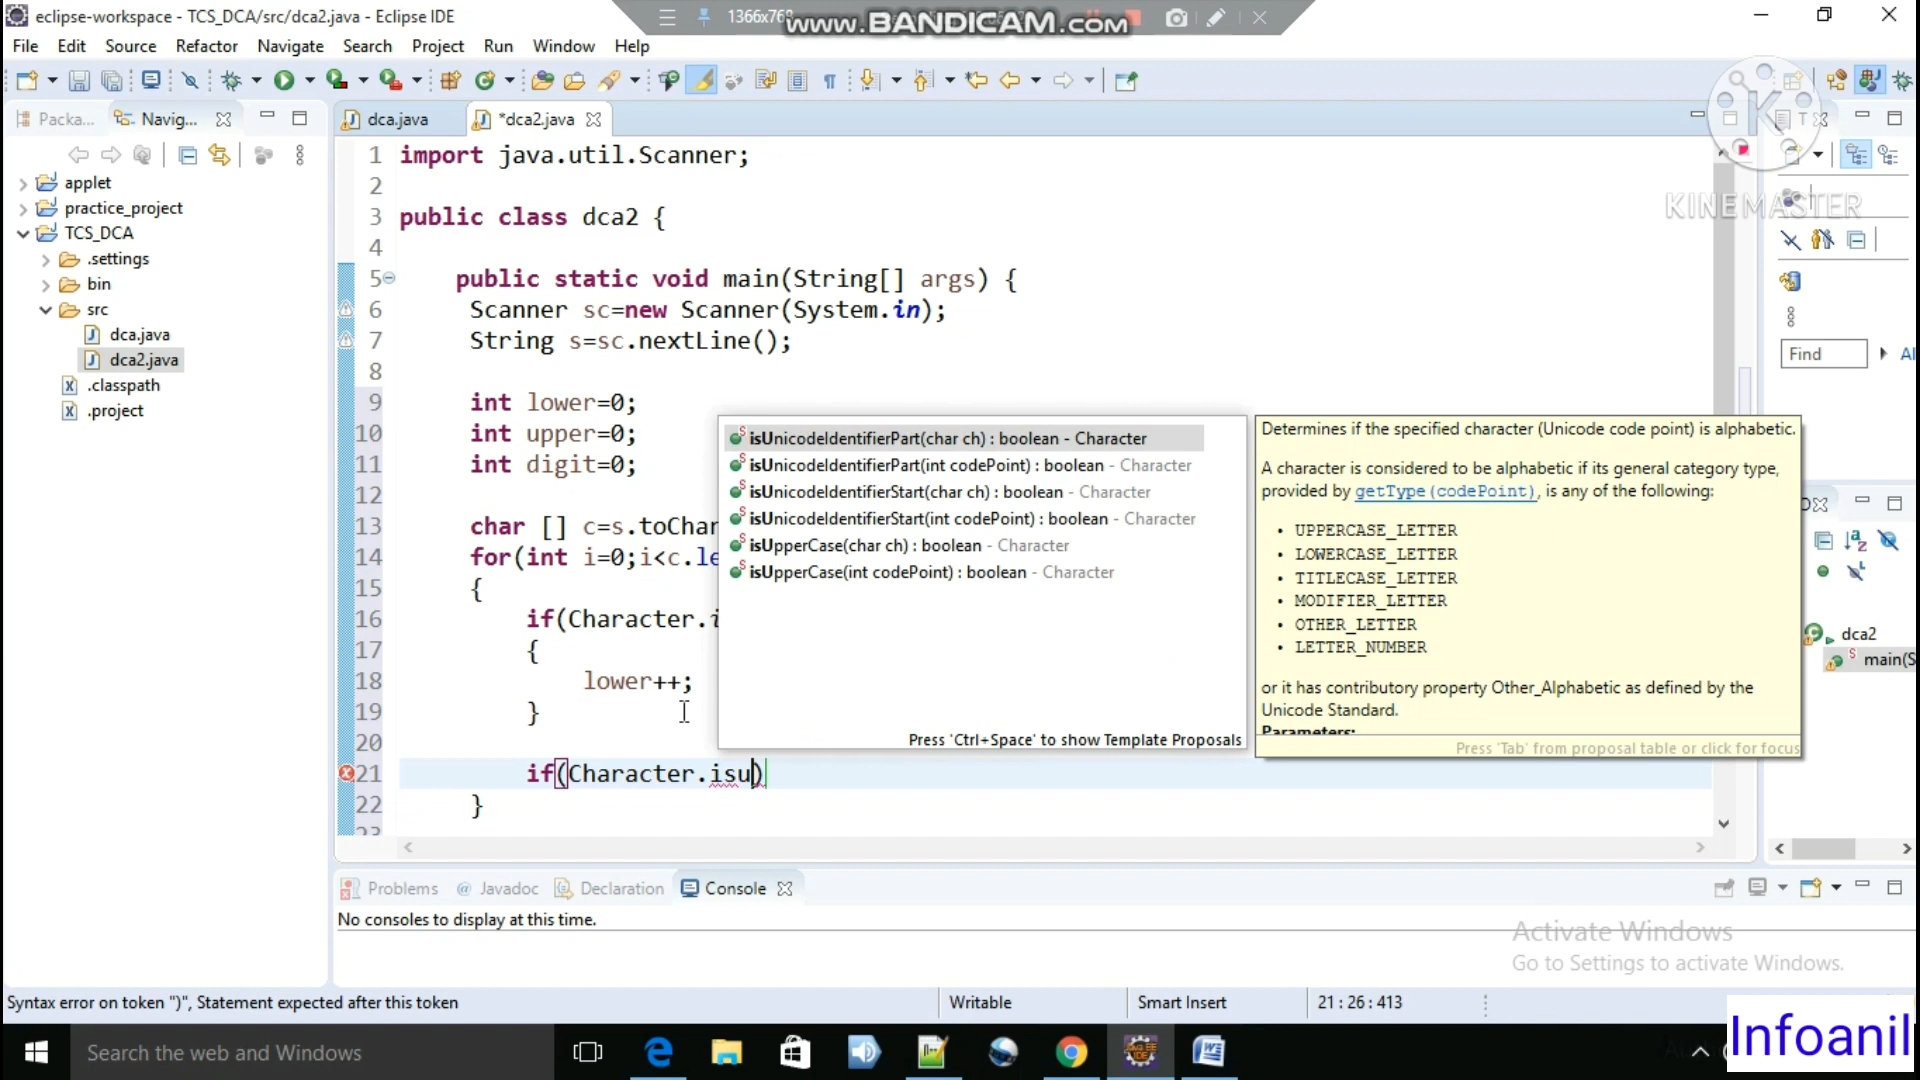 eclipse-workspace - TCS_DCA/src/dca2.java - Eclipse IDE
1366x768
www.BANDICAM.com
File Edit Source Refactor Navigate Search Project Run Window Help
Packa... Navig...
dca.java *dca2.java
KINEMASTER
applet
practice_project
TCS_DCA
.settings
bin
src
dca.java
dca2.java
.classpath
.project
1 import java.util.Scanner;
2
3 public class dca2 {
4
5 public static void main(String[] args) {
6 Scanner sc=new Scanner(System.in);
7 String s=sc.nextLine();
8
9 int lower=0;
10 int upper=0;
11 int digit=0;
12
13 char [] c=s.toChar
14 for(int i=0;i<c.le
15 {
16 if(Character.i
17 {
18 lower++;
19 }
20
21 if(Character.isu)
22 }
23
isUnicodeIdentifierPart(char ch) : boolean - Character
isUnicodeIdentifierPart(int codePoint) : boolean - Character
isUnicodeIdentifierStart(char ch) : boolean - Character
isUnicodeIdentifierStart(int codePoint) : boolean - Character
isUpperCase(char ch) : boolean - Character
isUpperCase(int codePoint) : boolean - Character
Press 'Ctrl+Space' to show Template Proposals
Determines if the specified character (Unicode code point) is alphabetic.
A character is considered to be alphabetic if its general category type,
provided by getType(codePoint), is any of the following:
• UPPERCASE_LETTER
• LOWERCASE_LETTER
• TITLECASE_LETTER
• MODIFIER_LETTER
• OTHER_LETTER
• LETTER_NUMBER
or it has contributory property Other_Alphabetic as defined by the
Unicode Standard.
Parameters:
Press 'Tab' from proposal table or click for focus
Find Al
dca2
main(S
Problems @ Javadoc Declaration Console
No consoles to display at this time.
Activate Windows
Go to Settings to activate Windows.
Syntax error on token ")", Statement expected after this token
Writable
Smart Insert
21 : 26 : 413
Search the web and Windows
Infoanil